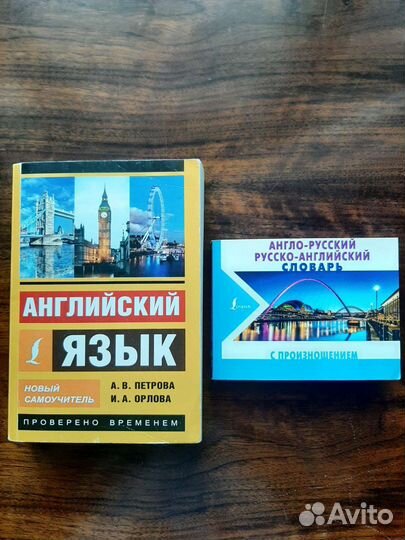 АНГЛИЙСКИЙ
ЯЗЫК
НОВЫЙ
САМОУЧИТЕЛЬ
А. В. ПЕТРОВА
И. А. ОРЛОВА
ПРОВЕРЕНО ВРЕМЕНЕМ
АНГЛО-РУССКИЙ
РУССКО-АНГЛИЙСКИЙ
СЛОВАРЬ
С ПРОИЗНОШЕНИЕМ
Avito